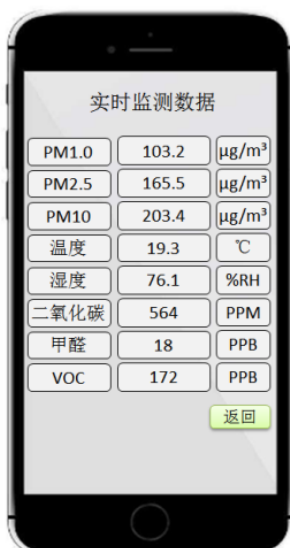 实时监测数据
PM1.0 103.2 μg/m³
PM2.5 165.5 μg/m³
PM10 203.4 μg/m³
温度 19.3 ℃
湿度 76.1 %RH
二氧化碳 564 PPM
甲醛 18 PPB
VOC 172 PPB
返回